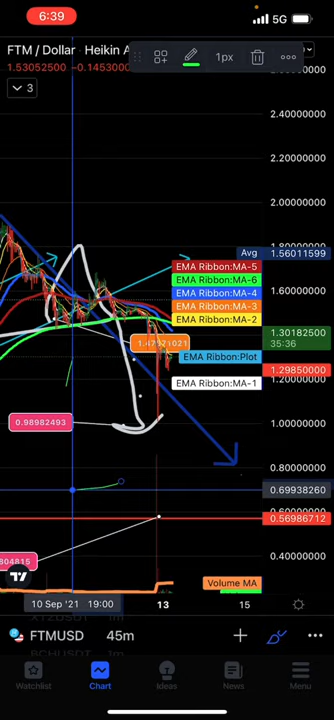 6:39
5G
FTM / Dollar · Heikin A
1px
1.53052500 −0.1453000
3
2.40000000
2.20000000
2.00000000
1.80000000
Avg 1.56011599
EMA Ribbon:MA-5
1.60000000
EMA Ribbon:MA-6
EMA Ribbon:MA-4
EMA Ribbon:MA-3
EMA Ribbon:MA-2
1.30182500
35:36
EMA Ribbon:Plot
1.29850000
EMA Ribbon:MA-1
1.20000000
0.98982493
1.00000000
0.80000000
0.69938260
0.56986712
804816
0.40000000
Volume MA
10 Sep '21 19:00
13
15
FTMUSD 45m
Watchlist
Chart
Ideas
News
Menu